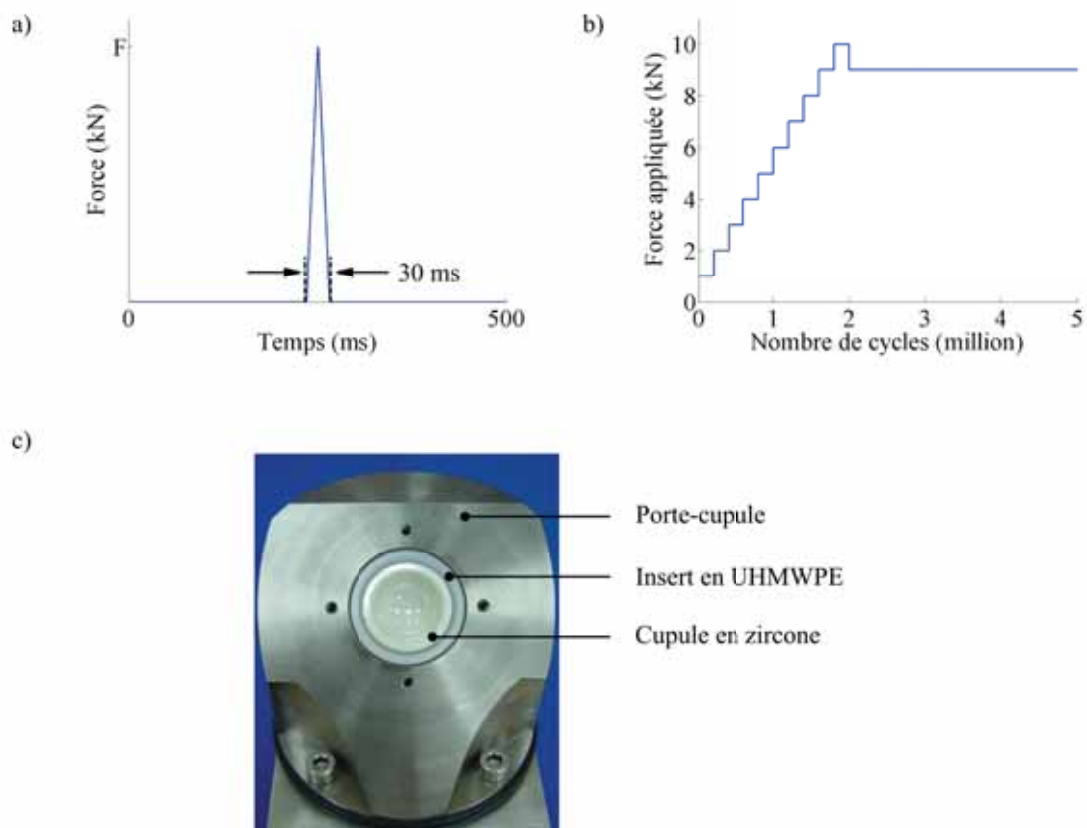 a)
F
Force (kN)
30 ms
0
500
Temps (ms)
b)
10
8
6
4
2
0
Force appliquée (kN)
0 1 2 3 4 5
Nombre de cycles (million)
c)
Porte-cupule
Insert en UHMWPE
Cupule en zircone